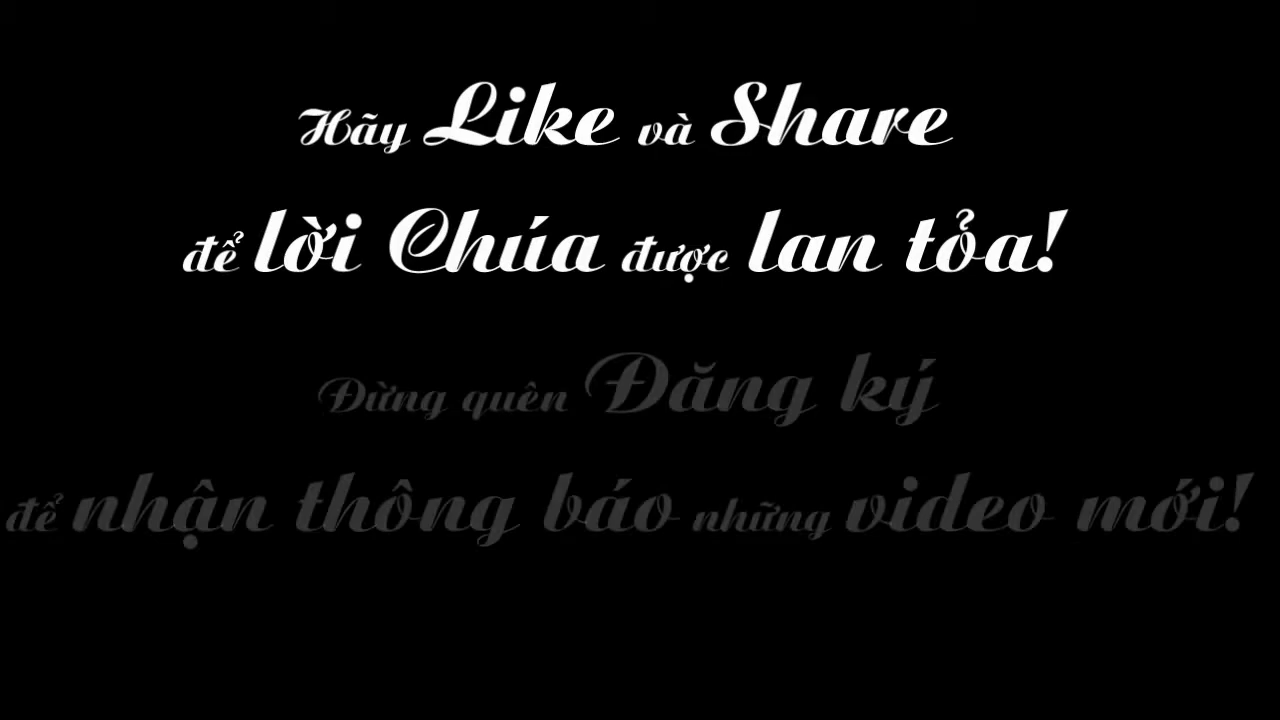 Hãy Like và Share
để lời Chúa được lan tỏa!
Đừng quên Đăng ký
để nhận thông báo những video mới!